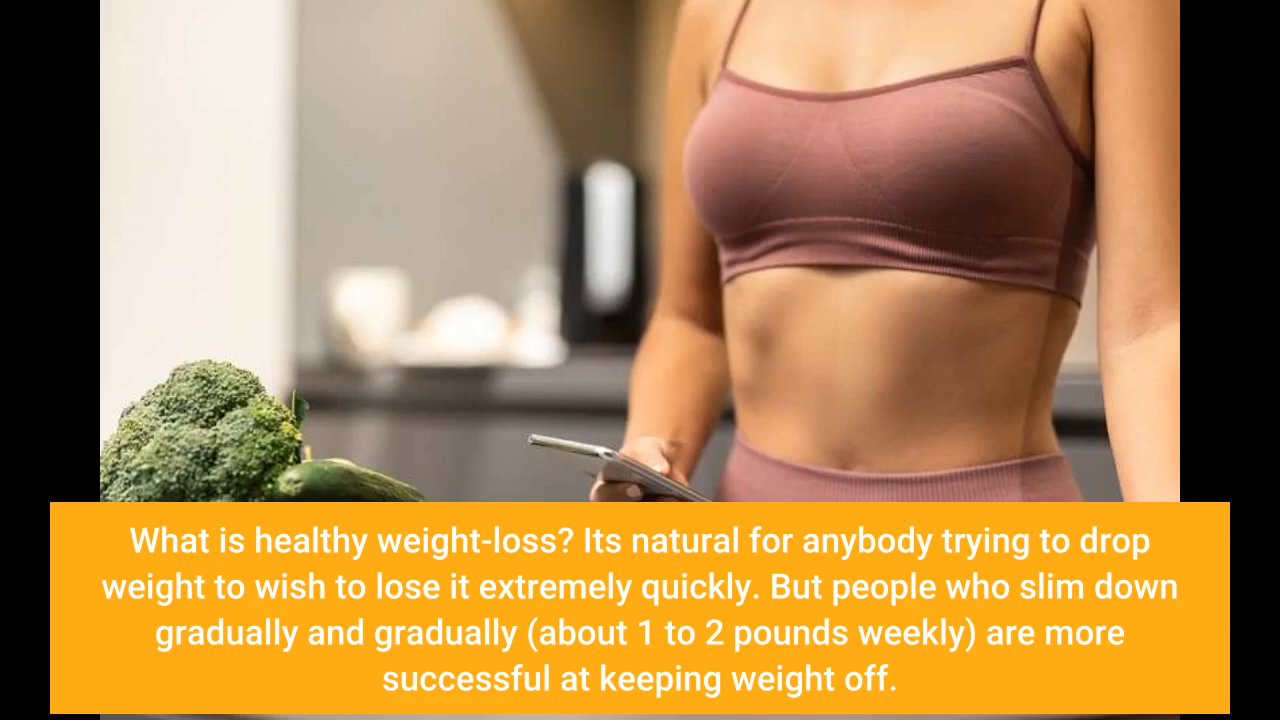 What is healthy weight-loss? Its natural for anybody trying to drop
weight to wish to lose it extremely quickly. But people who slim down
gradually and gradually (about 1 to 2 pounds weekly) are more
successful at keeping weight off.